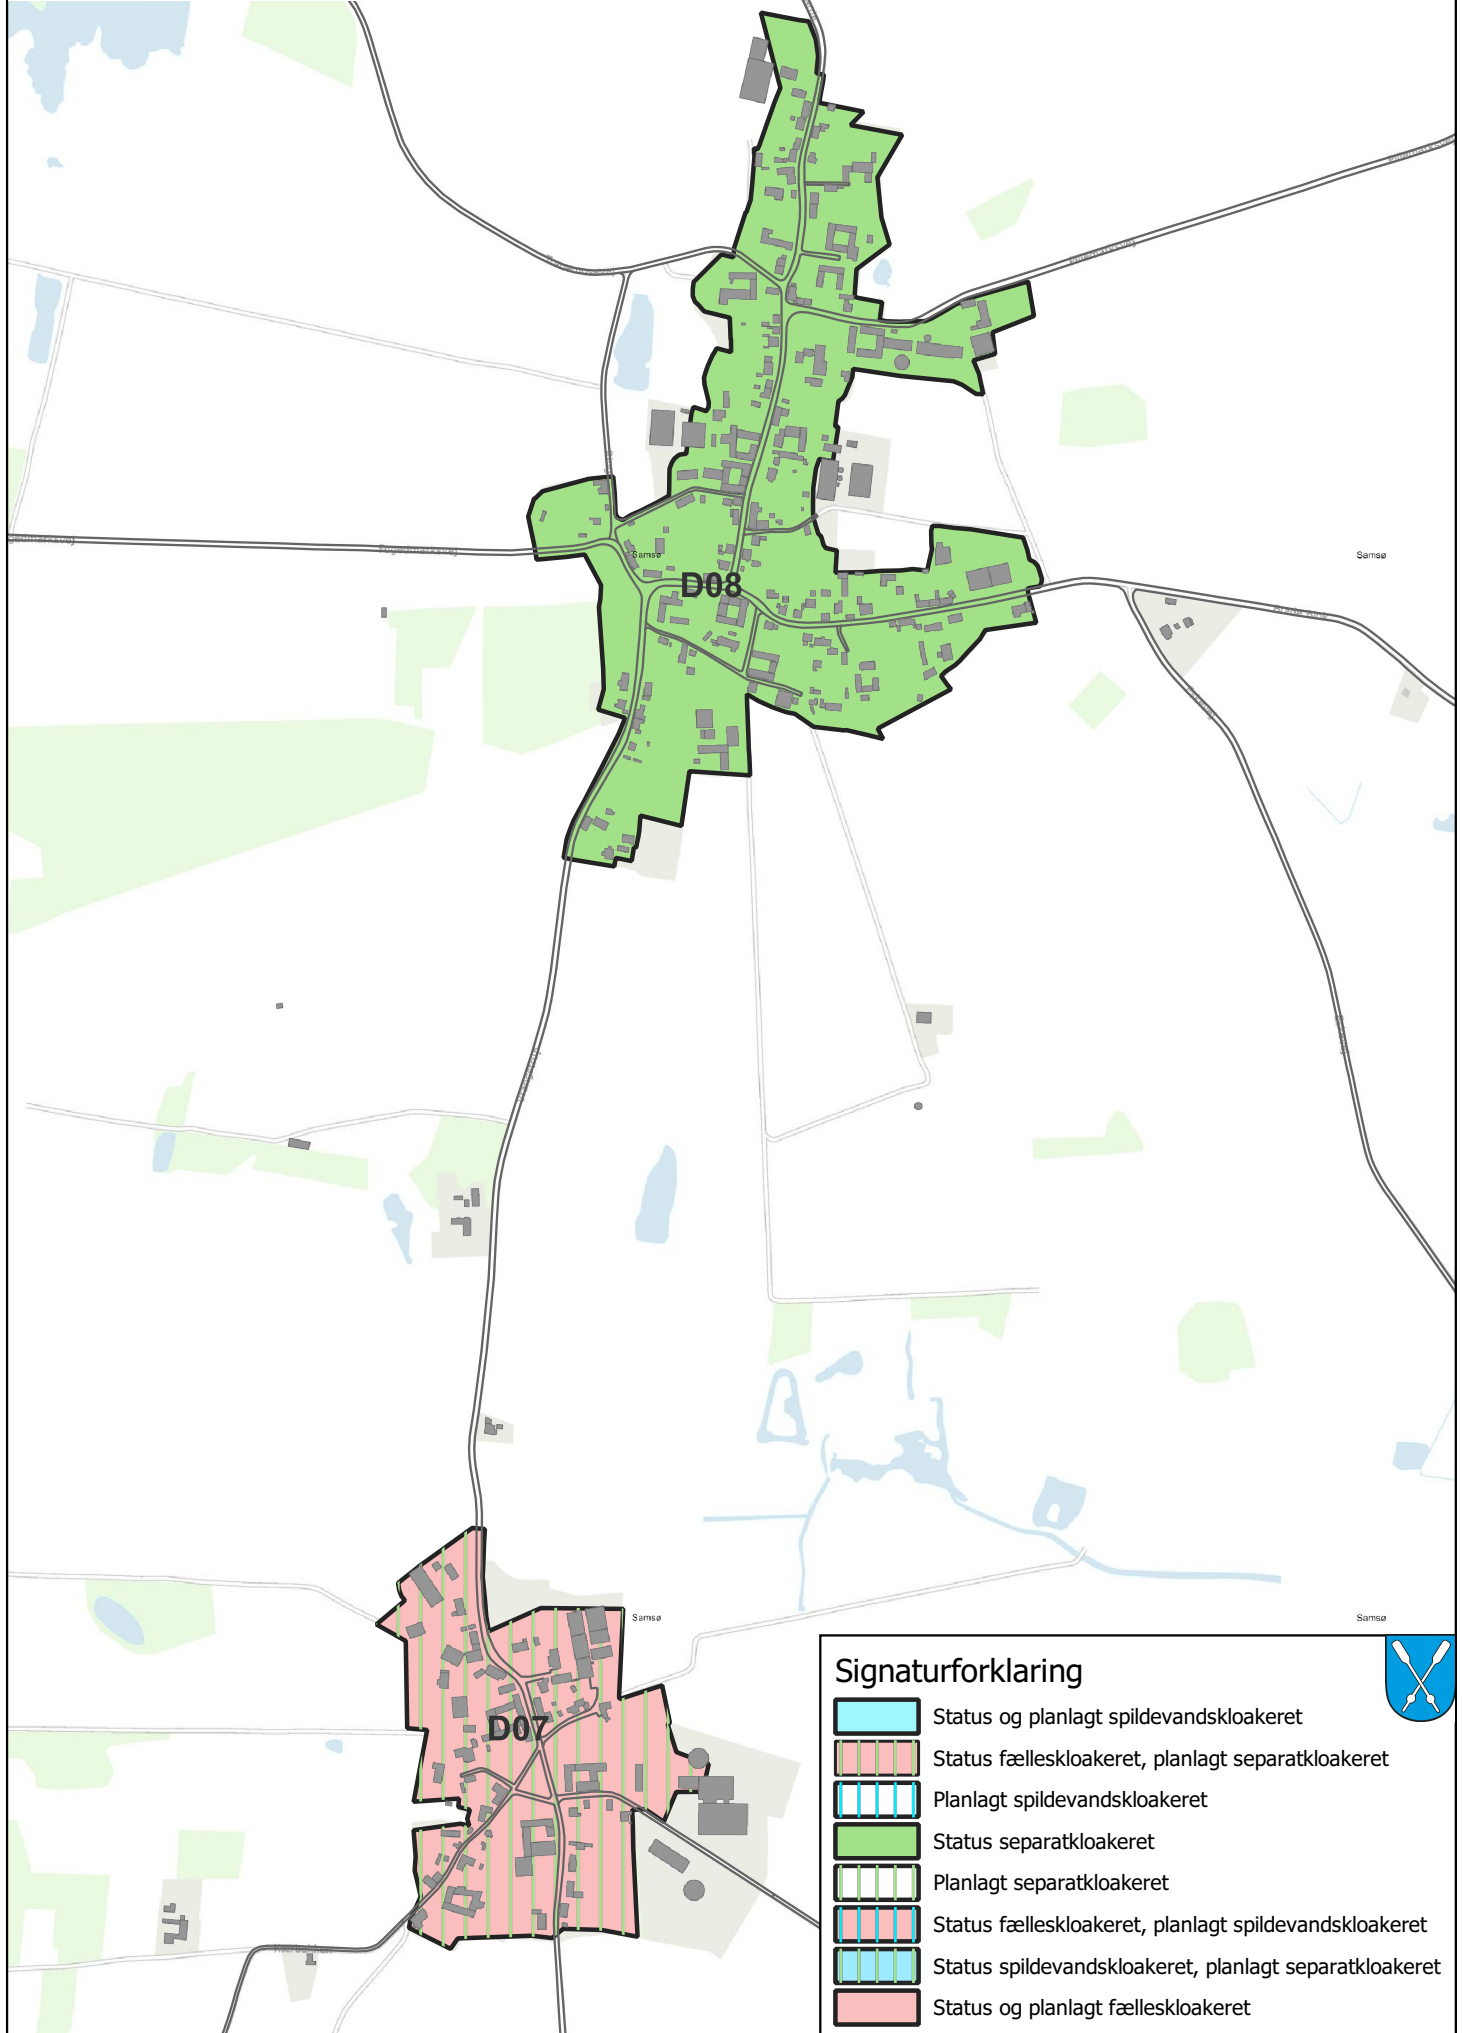 Samsø
Samsø
D08
Samsø
Samsø
D07
Signaturforklaring
Status og planlagt spildevandskloakeret
Status fælleskloakeret, planlagt separatkloakeret
Planlagt spildevandskloakeret
Status separatkloakeret
Planlagt separatkloakeret
Status fælleskloakeret, planlagt spildevandskloakeret
Status spildevandskloakeret, planlagt separatkloakeret
Status og planlagt fælleskloakeret